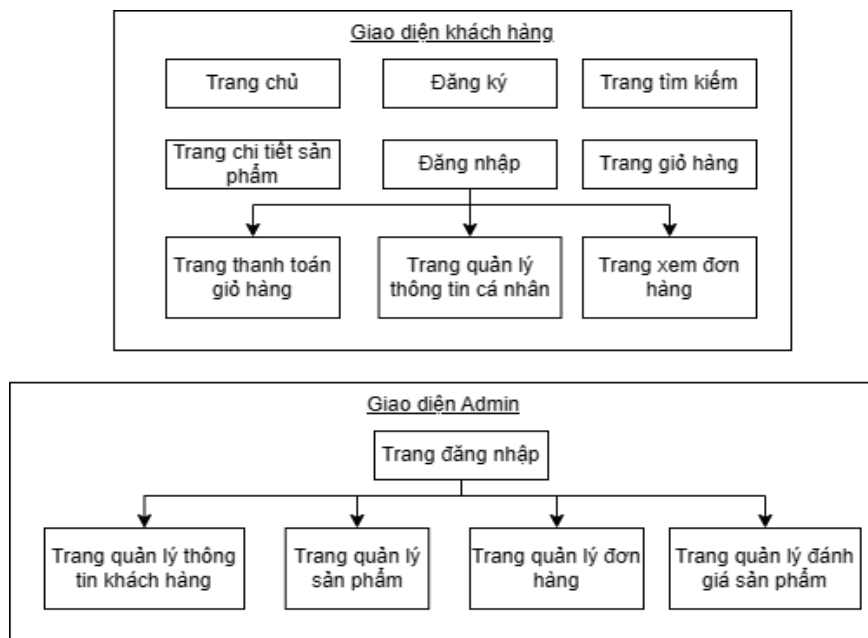 Giao diện khách hàng
Trang chủ
Đăng ký
Trang tìm kiếm
Trang chi tiết sản
phẩm
Đăng nhập
Trang giỏ hàng
Trang thanh toán
giỏ hàng
Trang quản lý
thông tin cá nhân
Trang xem đơn
hàng
Giao diện Admin
Trang đăng nhập
Trang quản lý thông
tin khách hàng
Trang quản lý
sản phẩm
Trang quản lý đơn
hàng
Trang quản lý đánh
giá sản phẩm